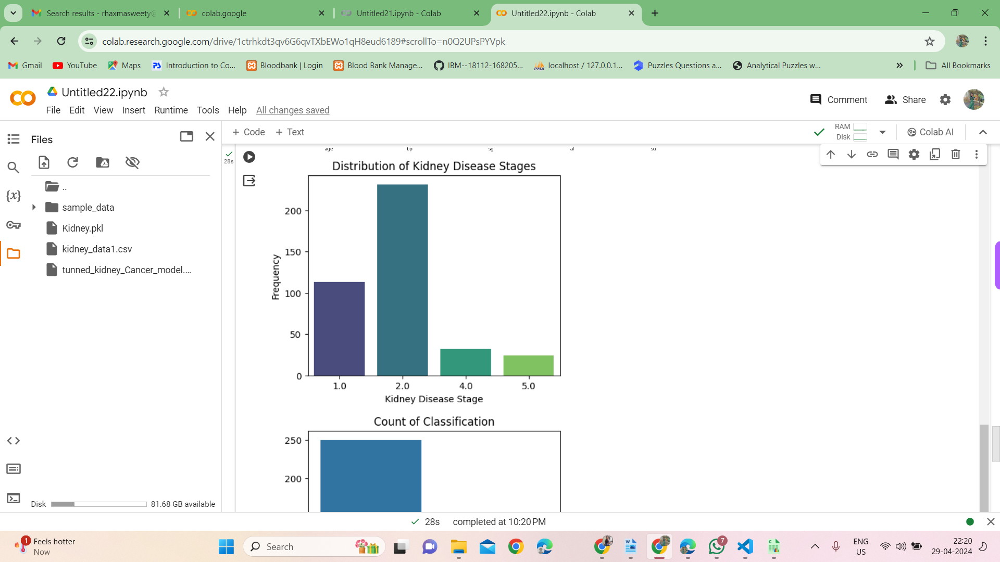 Search results - rhaxmasweety@
colab.google
Untitled21.ipynb - Colab
Untitled22.ipynb - Colab
colab.research.google.com/drive/1ctrhkdt3qv6G6qvTXbEWo1qH8eud6189#scrollTo=n0Q2UPsPYVpk
Gmail
YouTube
Maps
Introduction to Co...
Bloodbank | Login
Blood Bank Manage...
IBM--18112-168205...
localhost / 127.0.0.1...
Puzzles Questions a...
Analytical Puzzles w...
All Bookmarks
Untitled22.ipynb
Comment
Share
File Edit View Insert Runtime Tools Help All changes saved
Files
+ Code + Text
RAM
Disk
Colab AI
..
sample_data
Kidney.pkl
kidney_data1.csv
tunned_kidney_Cancer_model....
{x}
Disk
81.68 GB available
28s
age bp sg al su
Distribution of Kidney Disease Stages
200
150
100
50
0
Frequency
1.0 2.0 4.0 5.0
Kidney Disease Stage
Count of Classification
250
200
28s completed at 10:20 PM
1
Feels hotter
Now
Search
7
ENG
US
22:20
29-04-2024